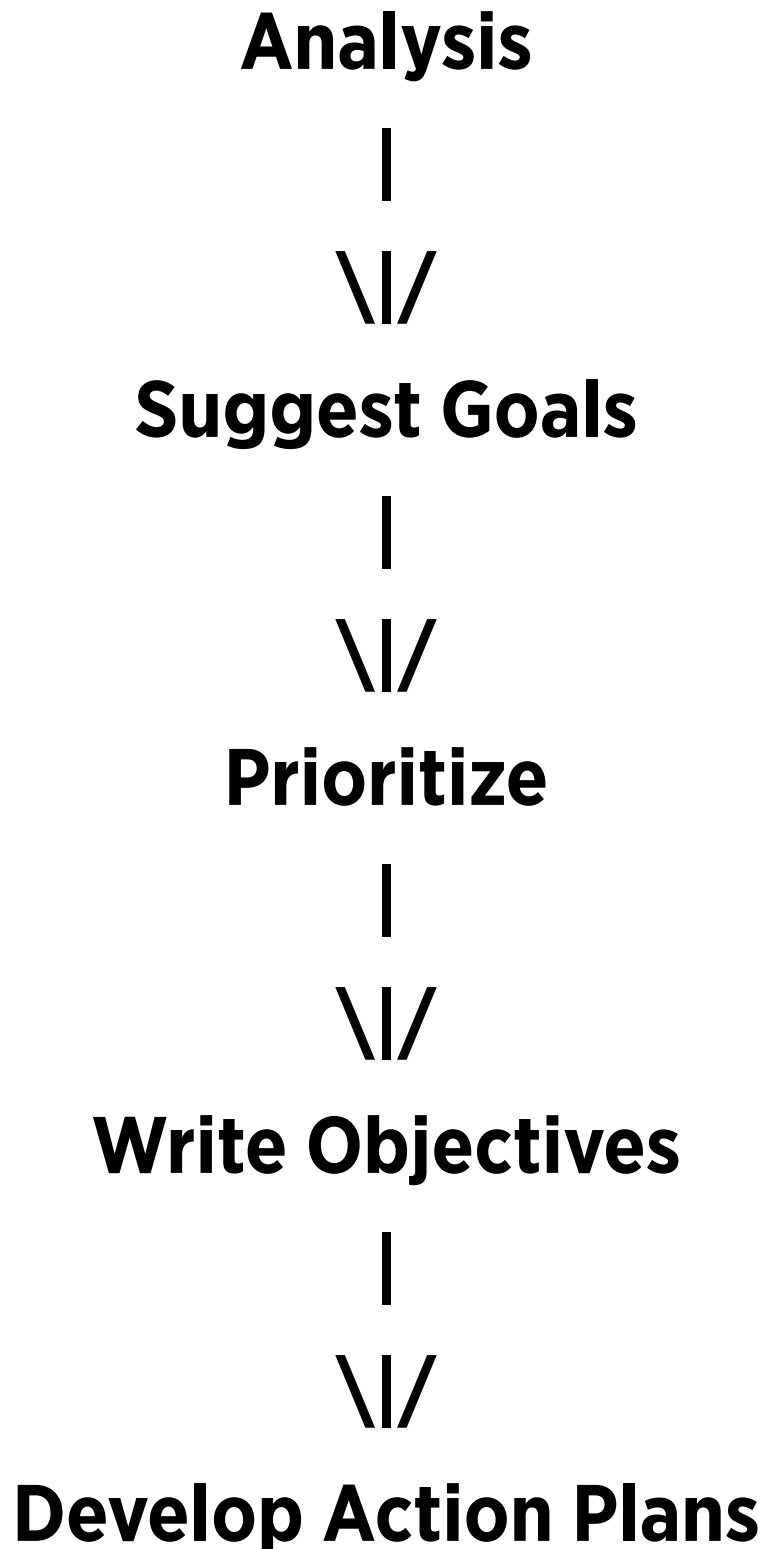 Analysis
|
\|/
Suggest Goals
|
\|/
Prioritize
|
\|/
Write Objectives
|
\|/
Develop Action Plans